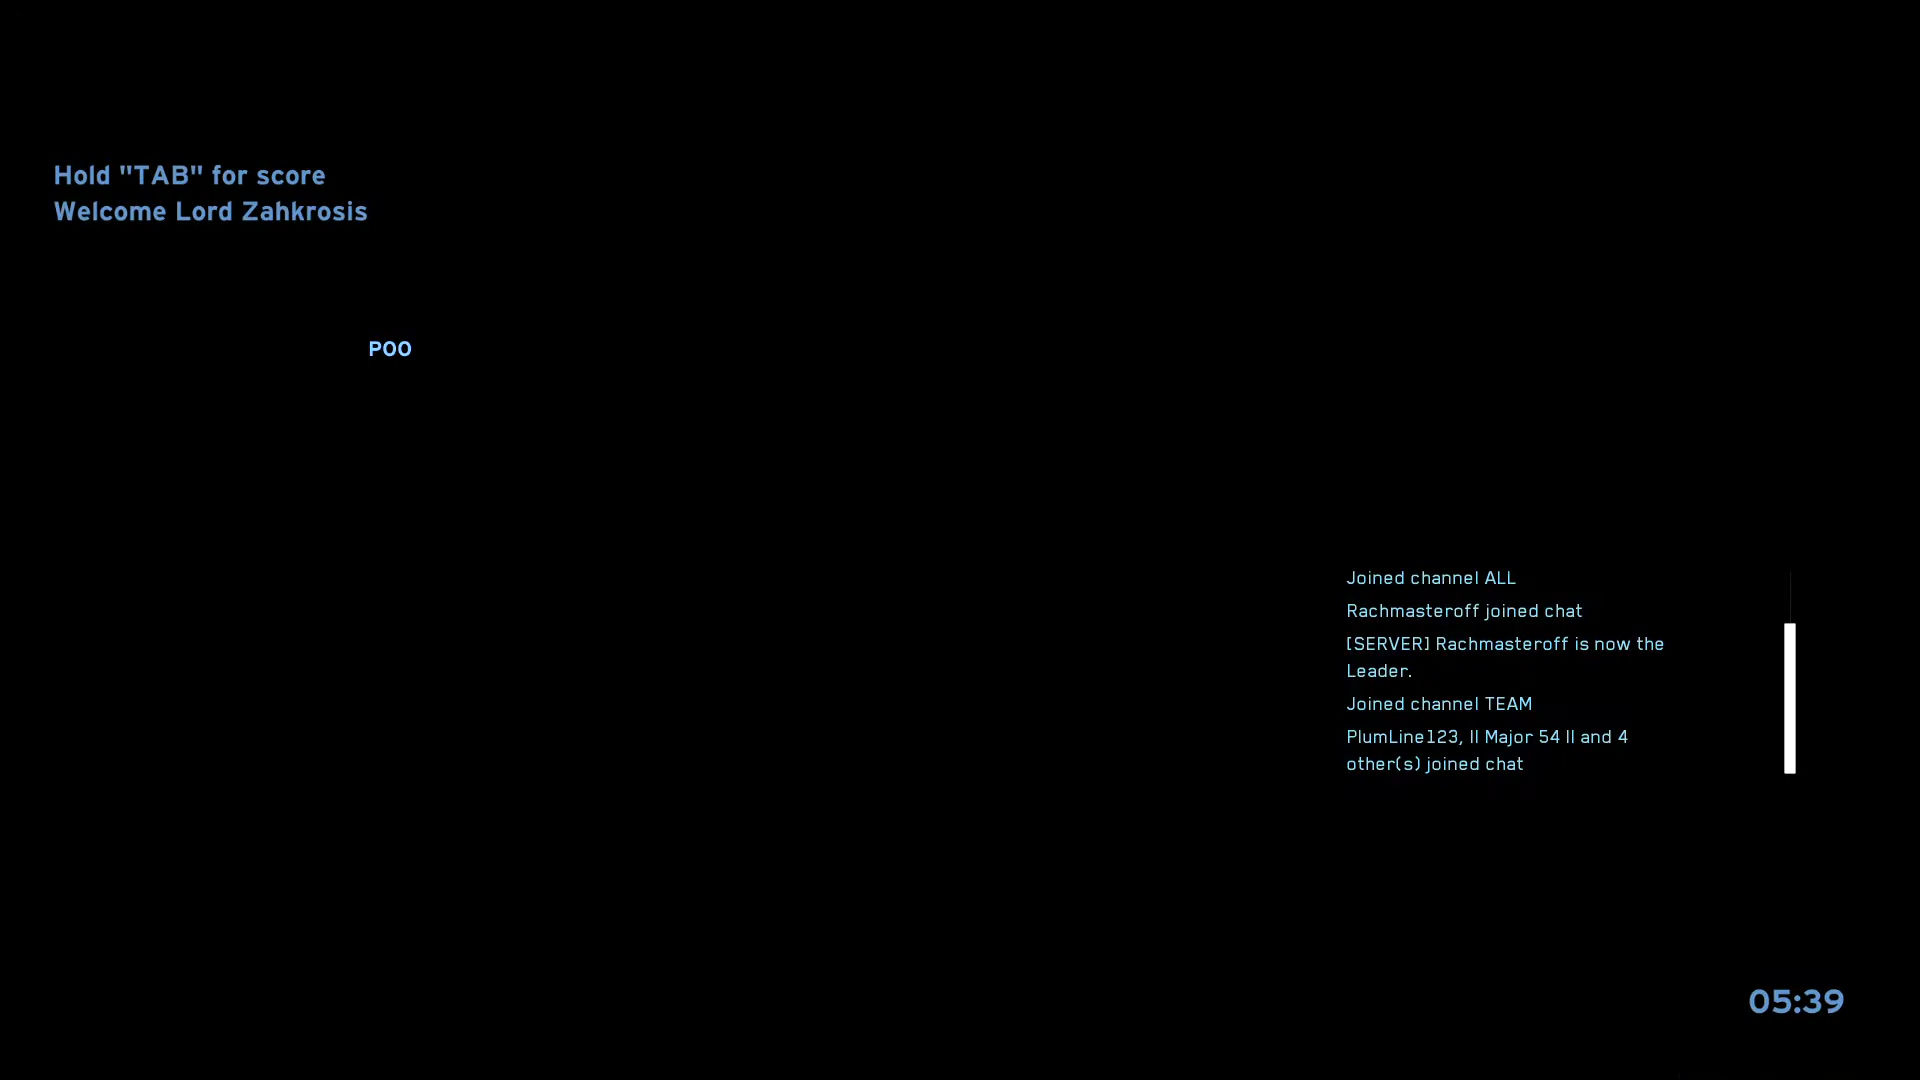 Hold "TAB" for score
Welcome Lord Zahkrosis
POO
Joined channel ALL
Rachmasteroff joined chat
[SERVER] Rachmasteroff is now the
Leader.
Joined channel TEAM
PlumLine123, II Major 54 II and 4
other(s) joined chat
05:39